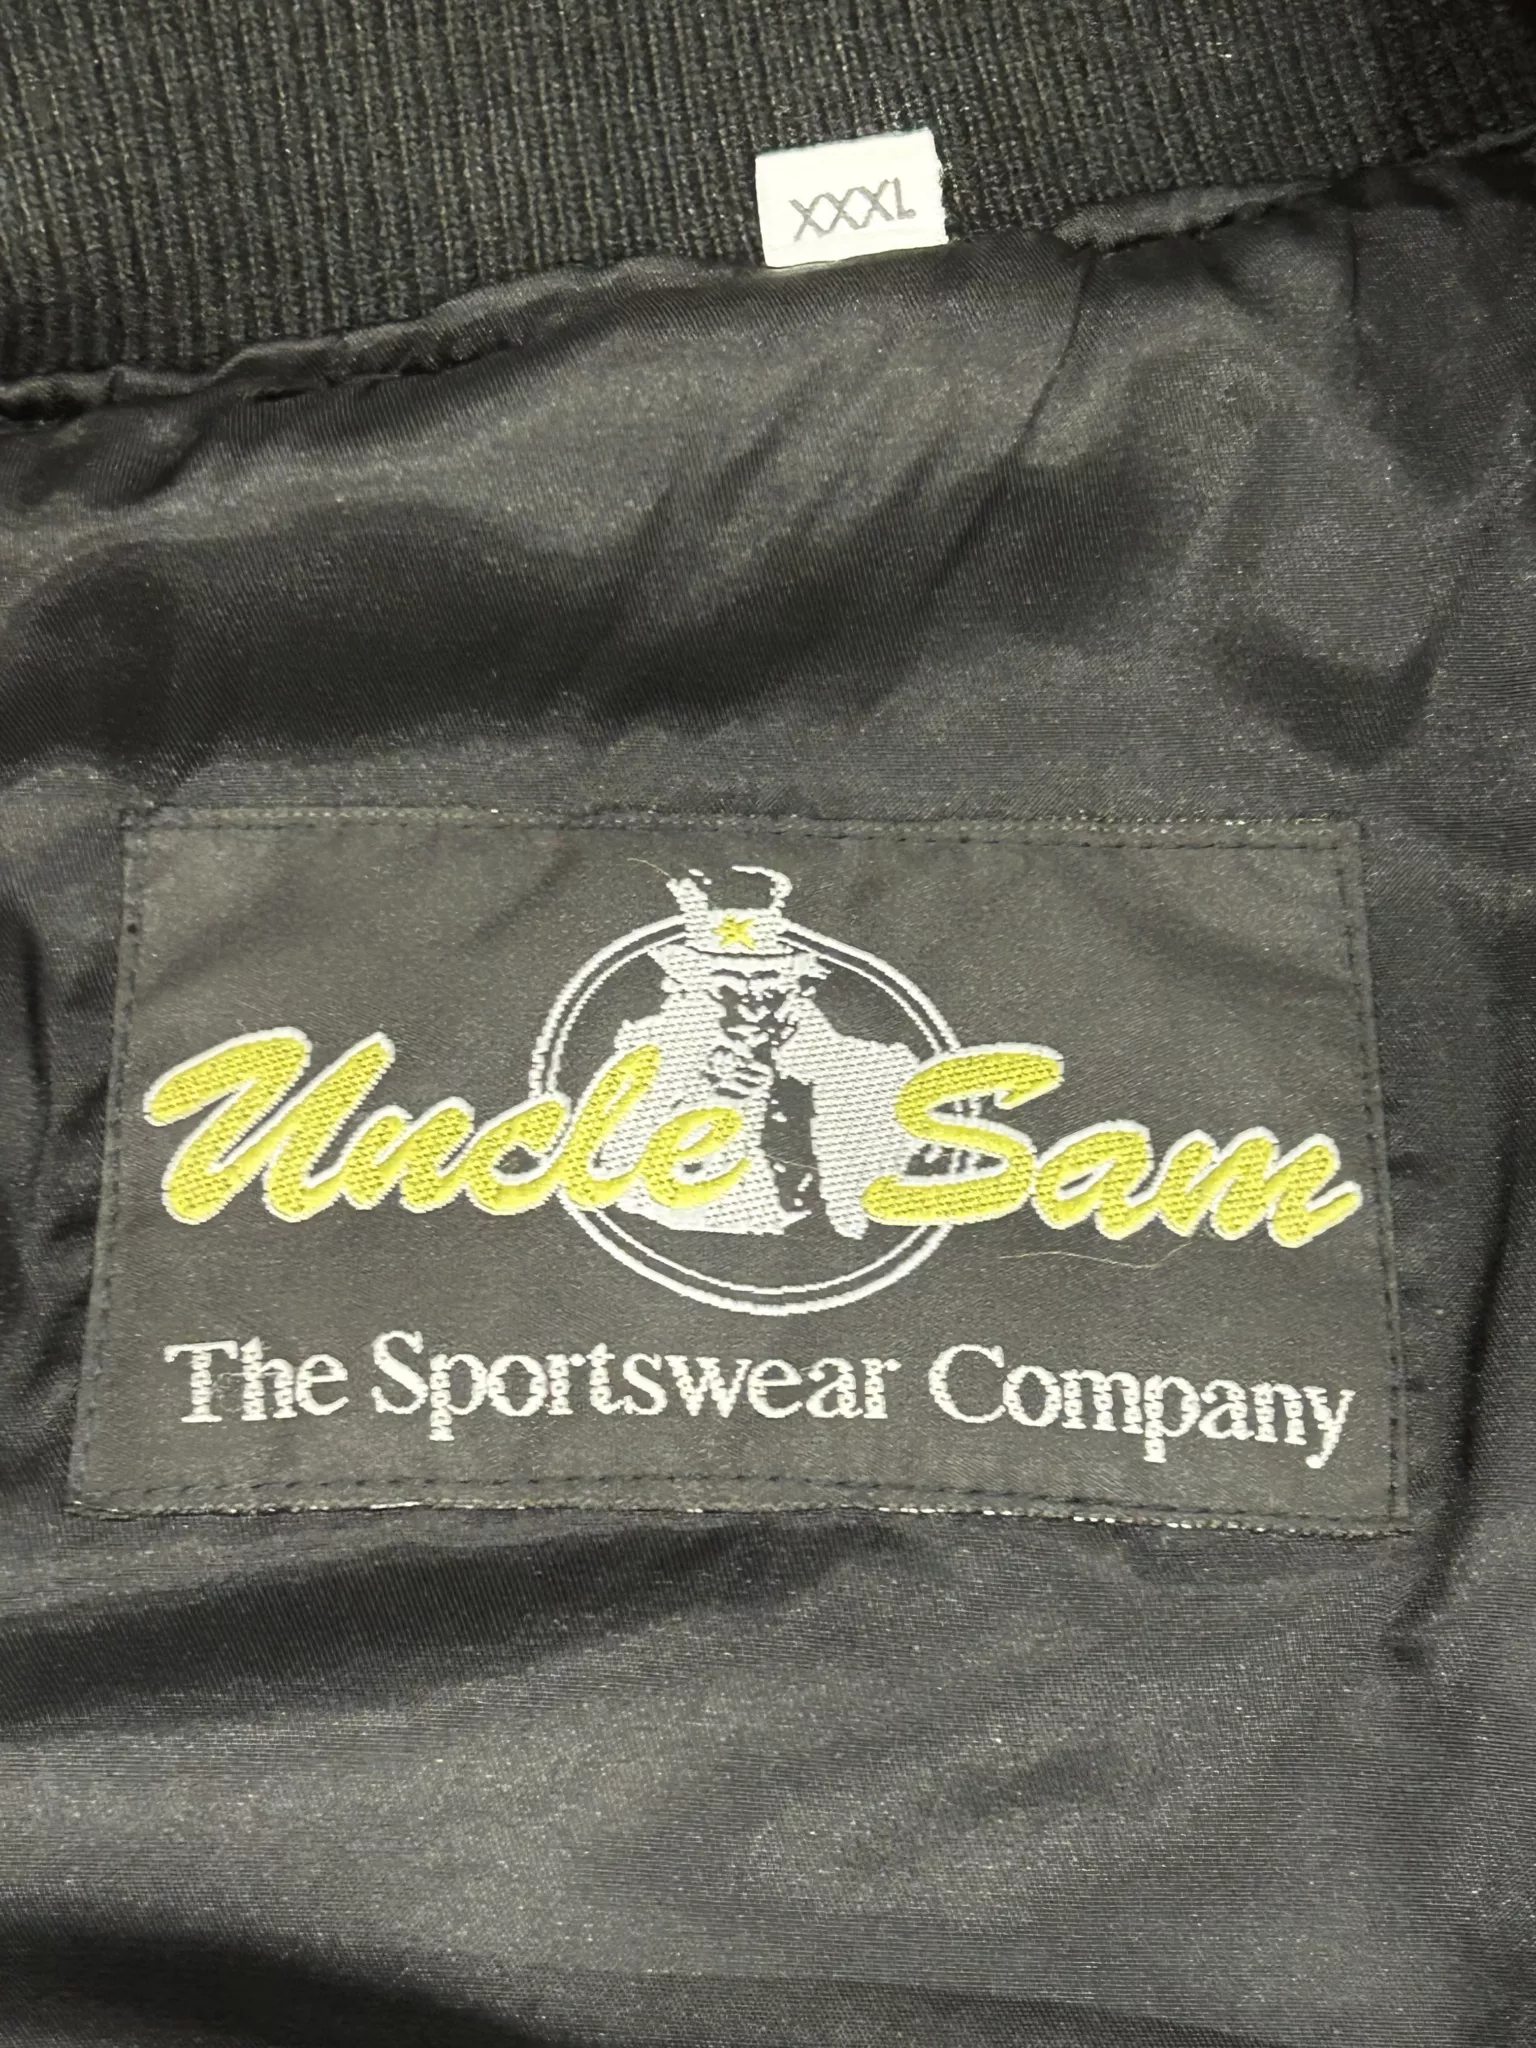 XXXL
Uncle Sam
The Sportswear Company